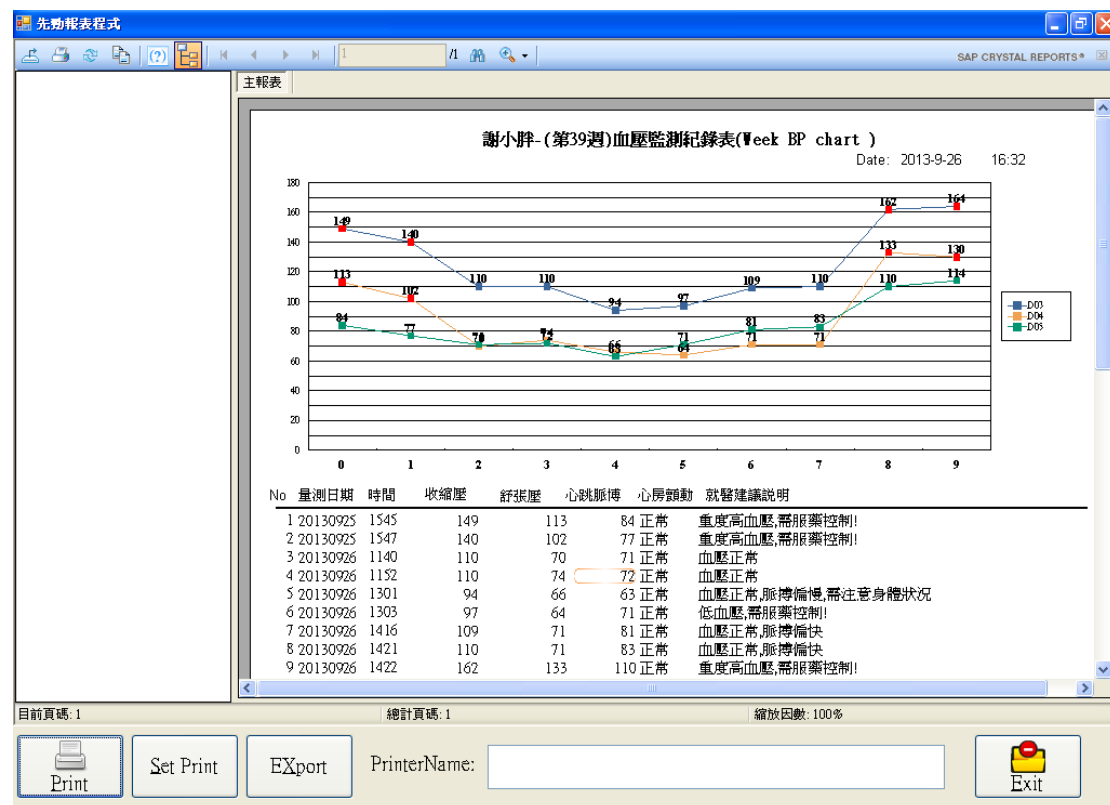 先勁報表程式
1 /1 SAP CRYSTAL REPORTS®
主報表
謝小胖-(第39週)血壓監測紀錄表(Week BP chart )
Date: 2013-9-26 16:32
180
160
140
120
100
80
60
40
20
0
149 140 110 110 94 97 109 110 162 164
113 102 70 74 66 64 71 71 133 130
84 77 71 72 63 71 81 83 110 114
0 1 2 3 4 5 6 7 8 9
D03
D04
D05
No 量測日期 時間 收縮壓 舒張壓 心跳脈博 心房顫動 就醫建議說明
1 20130925 1545 149 113 84 正常 重度高血壓,需服藥控制!
2 20130925 1547 140 102 77 正常 重度高血壓,需服藥控制!
3 20130926 1140 110 70 71 正常 血壓正常
4 20130926 1152 110 74 72 正常 血壓正常
5 20130926 1301 94 66 63 正常 血壓正常,脈搏偏慢,需注意身體狀況
6 20130926 1303 97 64 71 正常 低血壓,需服藥控制!
7 20130926 1416 109 71 81 正常 血壓正常,脈搏偏快
8 20130926 1421 110 71 83 正常 血壓正常,脈搏偏快
9 20130926 1422 162 133 110 正常 重度高血壓,需服藥控制!
目前頁碼: 1 總計頁碼: 1 縮放因數: 100%
Print Set Print EXport PrinterName: Exit